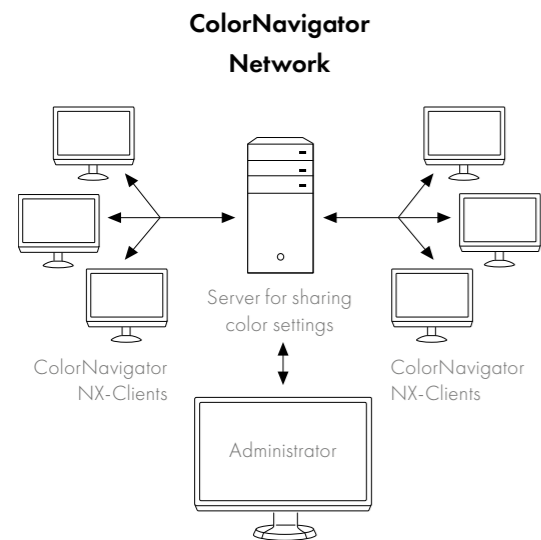 ColorNavigator
Network
Server for sharing
color settings
ColorNavigator
NX-Clients
ColorNavigator
NX-Clients
Administrator